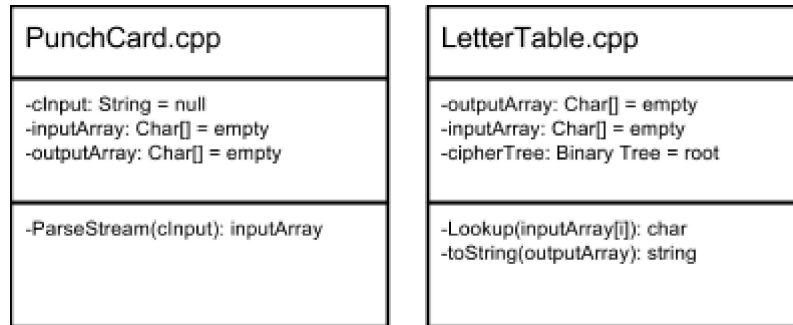 PunchCard.cpp
-cInput: String = null
-inputArray: Char[] = empty
-outputArray: Char[] = empty
-ParseStream(cInput): inputArray
LetterTable.cpp
-outputArray: Char[] = empty
-inputArray: Char[] = empty
-cipherTree: Binary Tree = root
-Lookup(inputArray[i]): char
-toString(outputArray): string